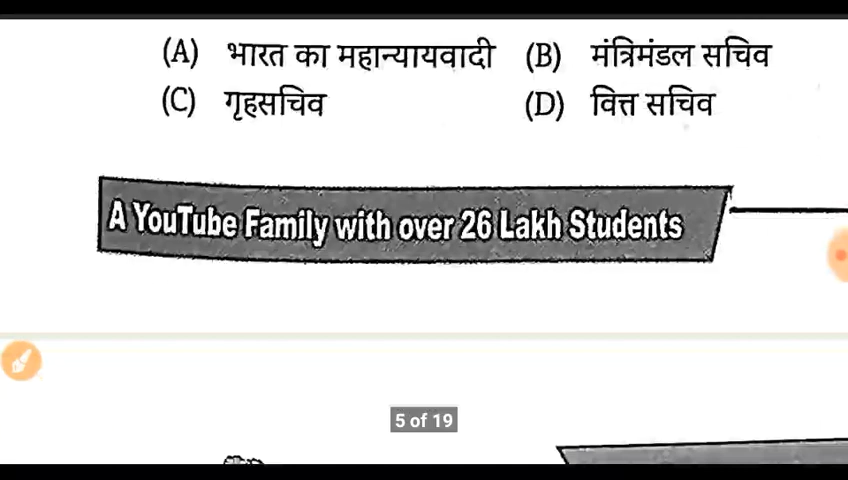 (A) भारत का महान्यायवादी (B) मंत्रिमंडल सचिव
(C) गृहसचिव (D) वित्त सचिव
A YouTube Family with over 26 Lakh Students
5 of 19